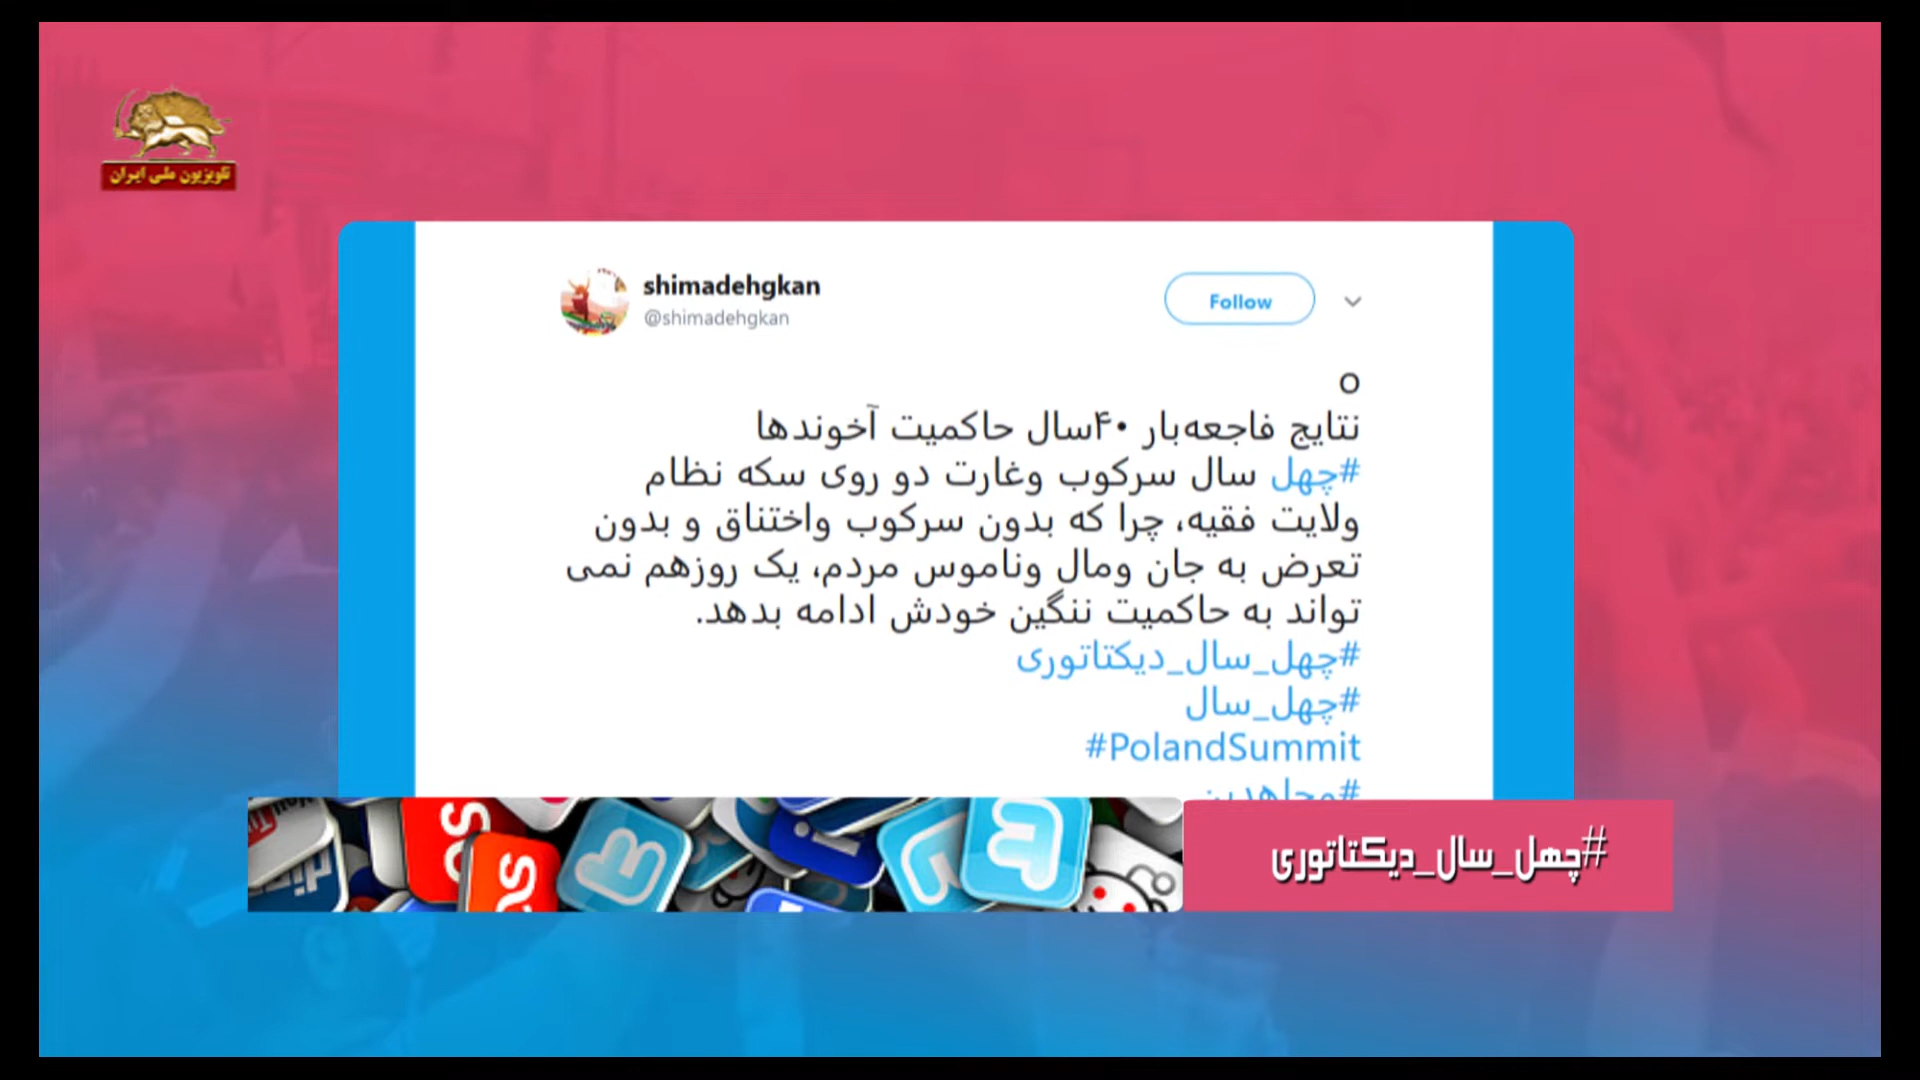 تلویزیون ملی ایران
shimadehgkan
@shimadehgkan
Follow
o
نتایج فاجعه‌بار ۴۰سال حاکمیت آخوندها
#چهل سال سرکوب وغارت دو روی سکه نظام
ولایت فقیه، چرا که بدون سرکوب واختناق و بدون
تعرض به جان ومال وناموس مردم، یک روزهم نمی
تواند به حاکمیت ننگین خودش ادامه بدهد.
#چهل_سال_دیکتاتوری
#چهل_سال
#PolandSummit
#مجاهدین
#چهل_سال_دیکتاتوری